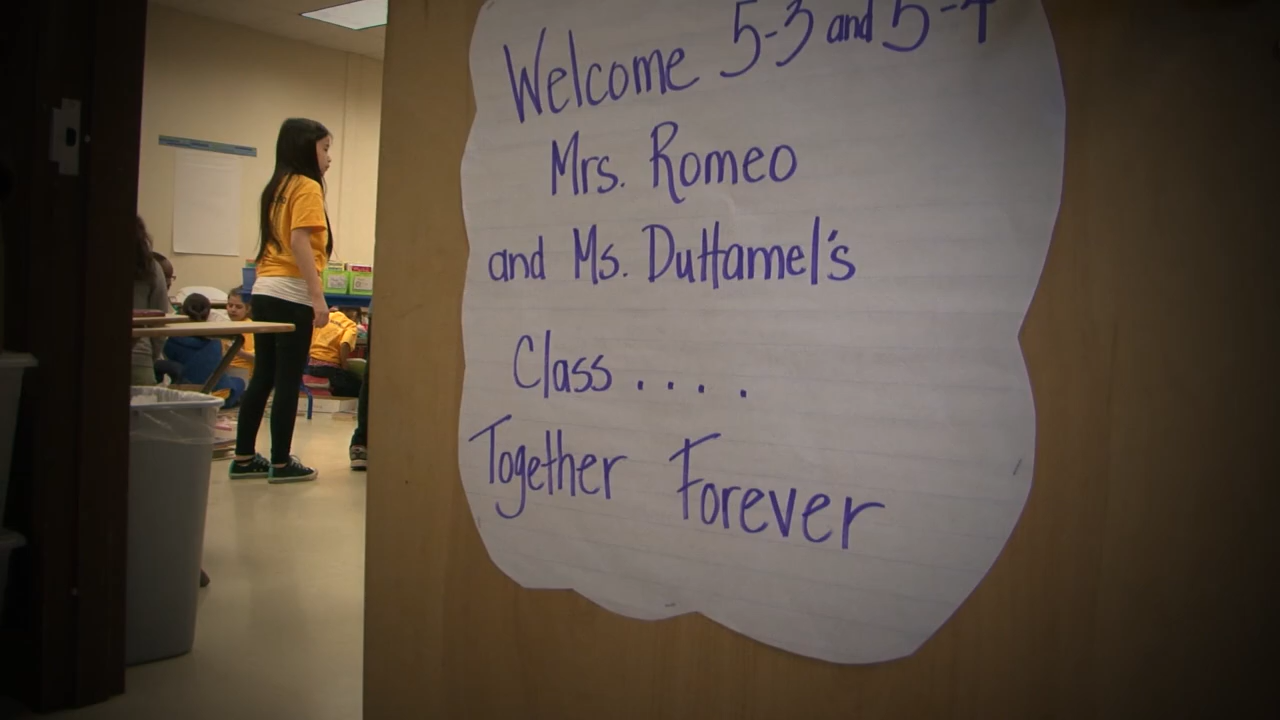 Welcome 5-3 and 5-4
Mrs. Romeo
and Ms. DuHamel's
Class....
Together Forever